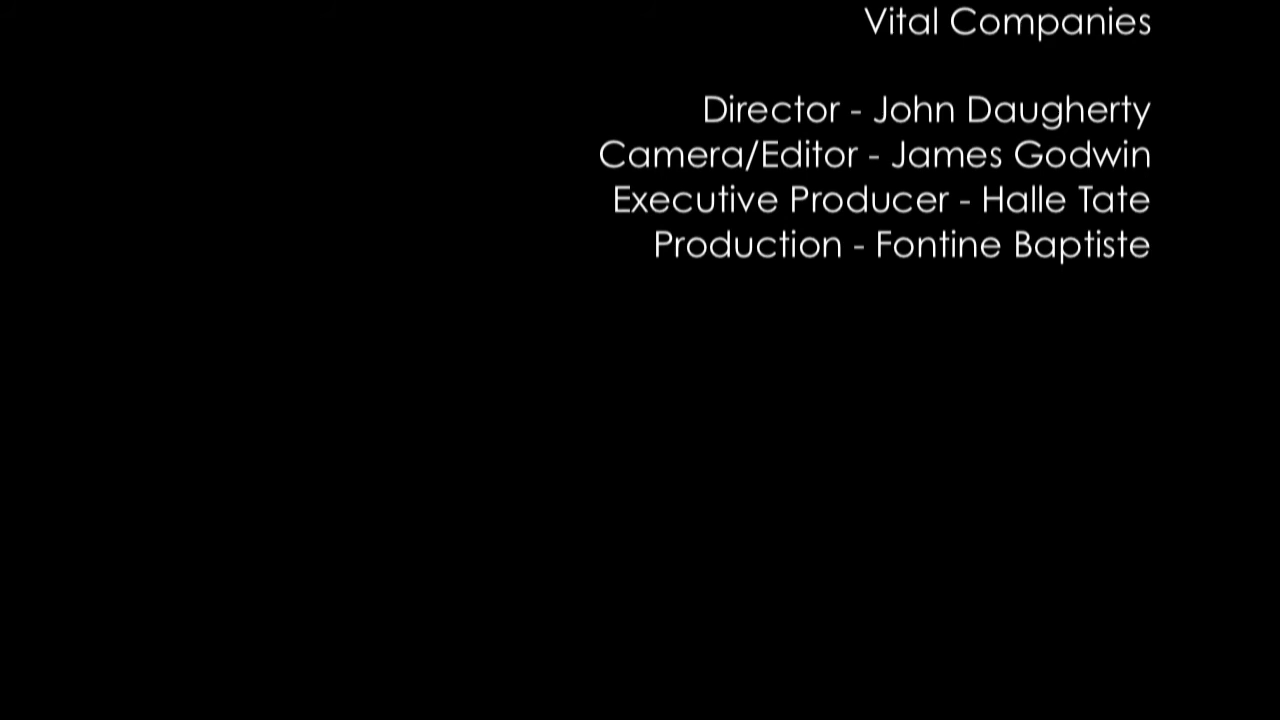 Vital Companies
Director - John Daugherty
Camera/Editor - James Godwin
Executive Producer - Halle Tate
Production - Fontine Baptiste